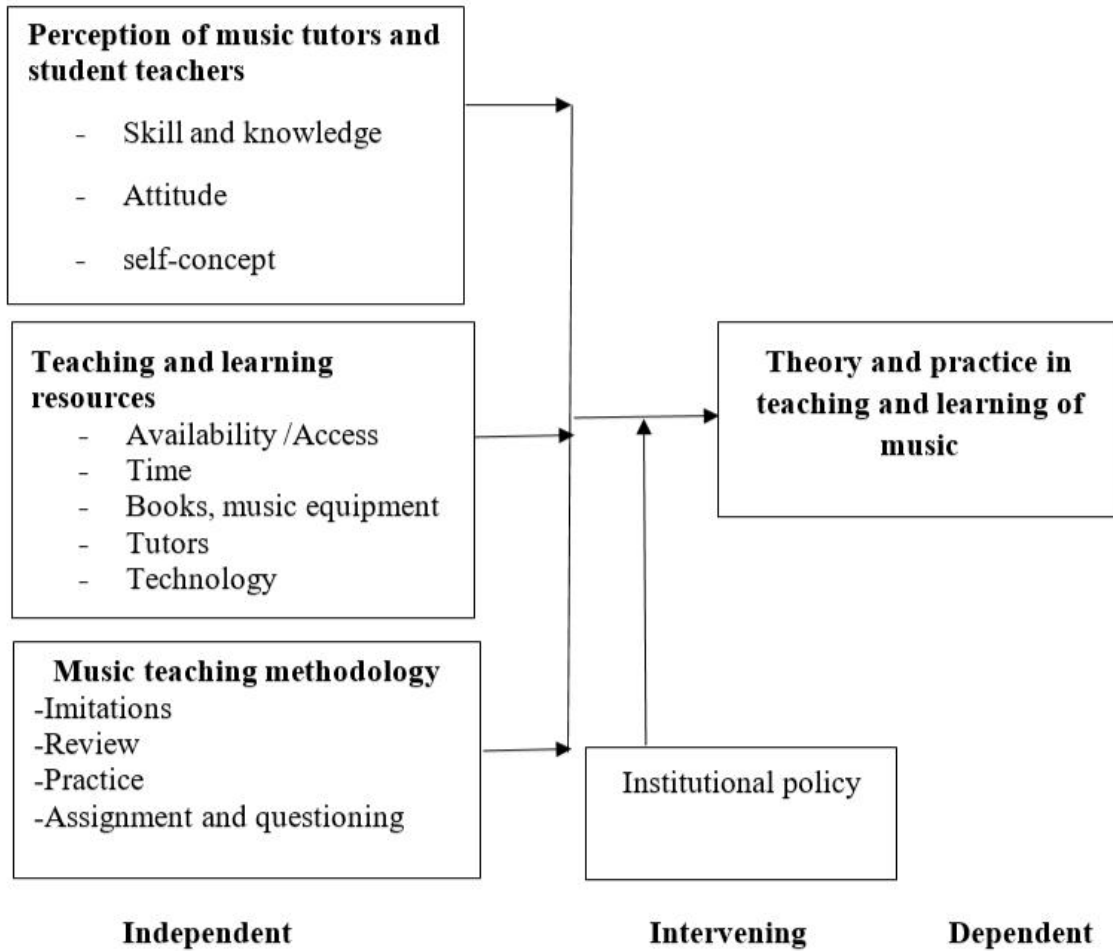 Perception of music tutors and
student teachers
- Skill and knowledge
- Attitude
- self-concept
Teaching and learning
resources
- Availability /Access
- Time
- Books, music equipment
- Tutors
- Technology
Music teaching methodology
-Imitations
-Review
-Practice
-Assignment and questioning
Theory and practice in
teaching and learning of
music
Institutional policy
Independent
Intervening
Dependent